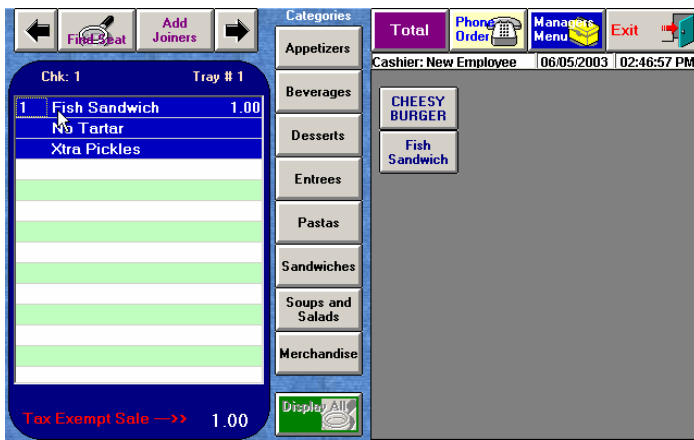 Find Seat
Add
Joiners
Categories
Total
Phone
Order
Managers
Menu
Exit
Cashier: New Employee 06/05/2003 02:46:57 PM
Chk: 1 Tray # 1
1 Fish Sandwich 1.00
No Tartar
Xtra Pickles
Tax Exempt Sale —>> 1.00
Appetizers
Beverages
Desserts
Entrees
Pastas
Sandwiches
Soups and
Salads
Merchandise
Display All
CHEESY
BURGER
Fish
Sandwich